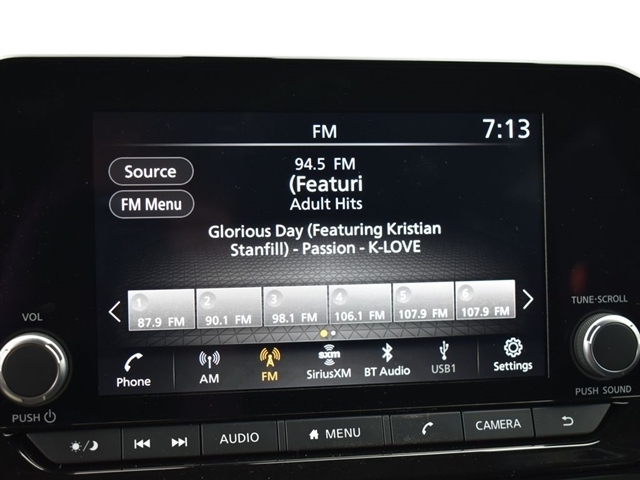 FM
7:13
Source
94.5 FM
(Featuri
FM Menu
Adult Hits
Glorious Day (Featuring Kristian
Stanfill) - Passion - K-LOVE
1 2 3 4 5 6
87.9 FM 90.1 FM 98.1 FM 106.1 FM 107.9 FM 107.9 FM
VOL
TUNE·SCROLL
Phone AM FM sxm SiriusXM BT Audio USB1 Settings
PUSH
PUSH SOUND
AUDIO MENU CAMERA